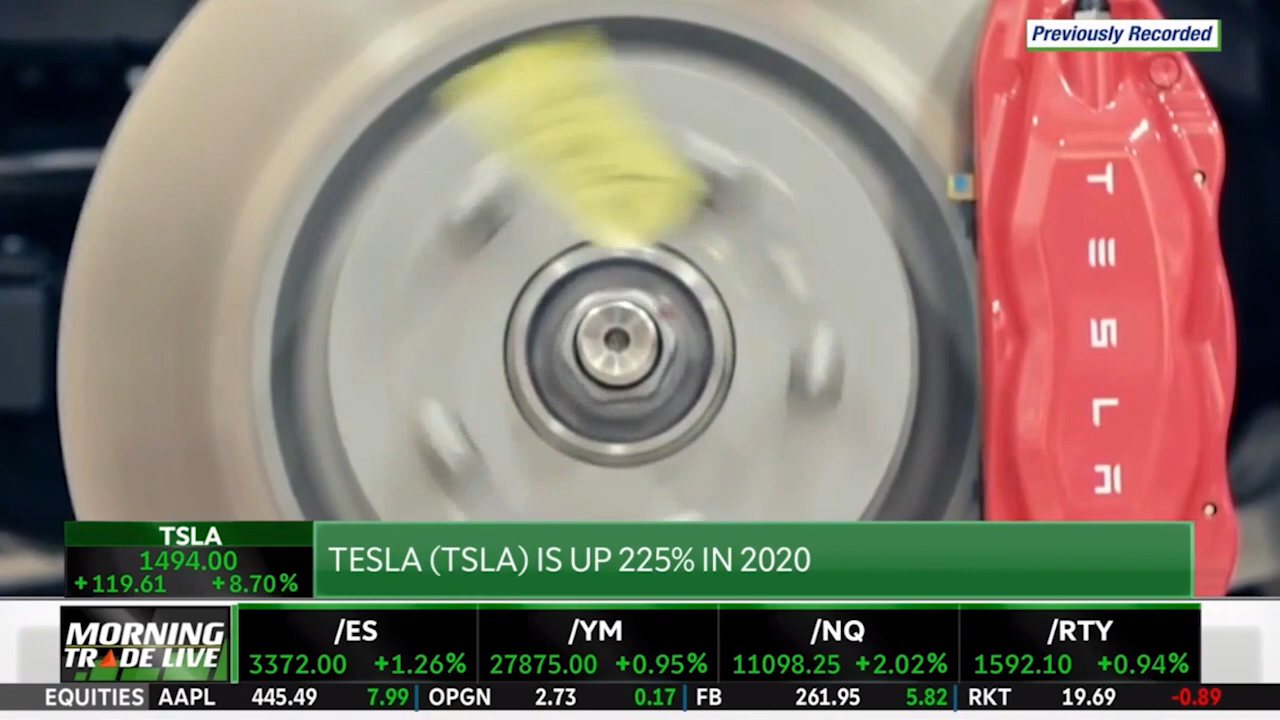 Previously Recorded
TESLA
TSLA
1494.00
+119.61 +8.70%
TESLA (TSLA) IS UP 225% IN 2020
MORNING
TRADE LIVE
/ES
3372.00 +1.26%
/YM
27875.00 +0.95%
/NQ
11098.25 +2.02%
/RTY
1592.10 +0.94%
EQUITIES AAPL 445.49 7.99 OPGN 2.73 0.17 FB 261.95 5.82 RKT 19.69 -0.89